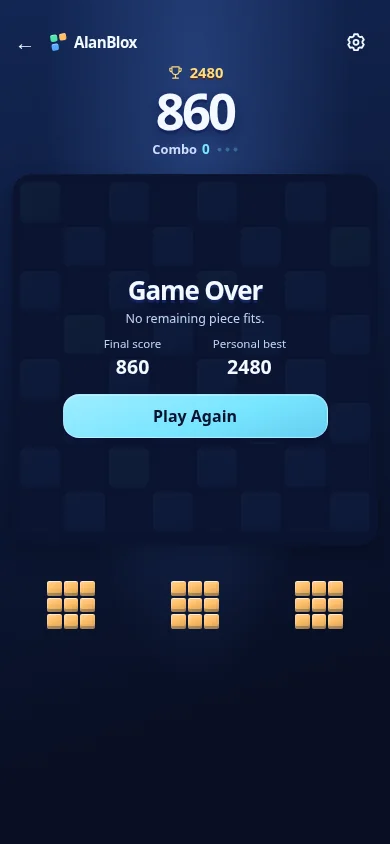 ← AlanBlox
2480
860
Combo 0
Game Over
No remaining piece fits.
Final score Personal best
860 2480
Play Again